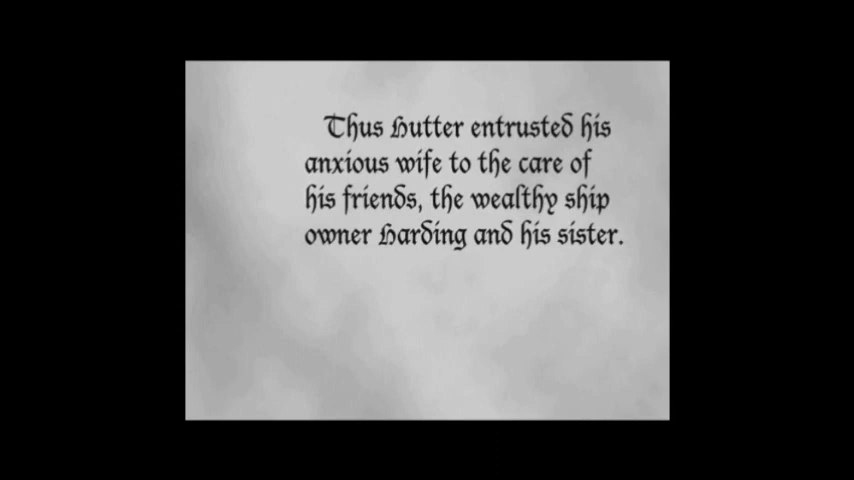 Thus Hutter entrusted his
anxious wife to the care of
his friends, the wealthy ship
owner Harding and his sister.